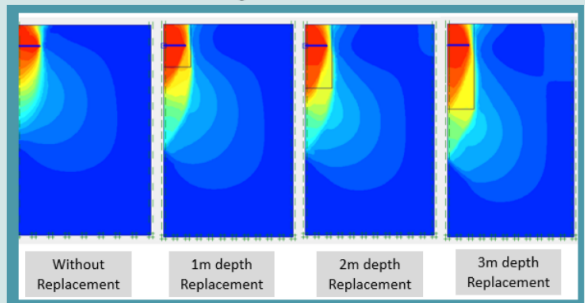 Without
Replacement
1m depth
Replacement
2m depth
Replacement
3m depth
Replacement